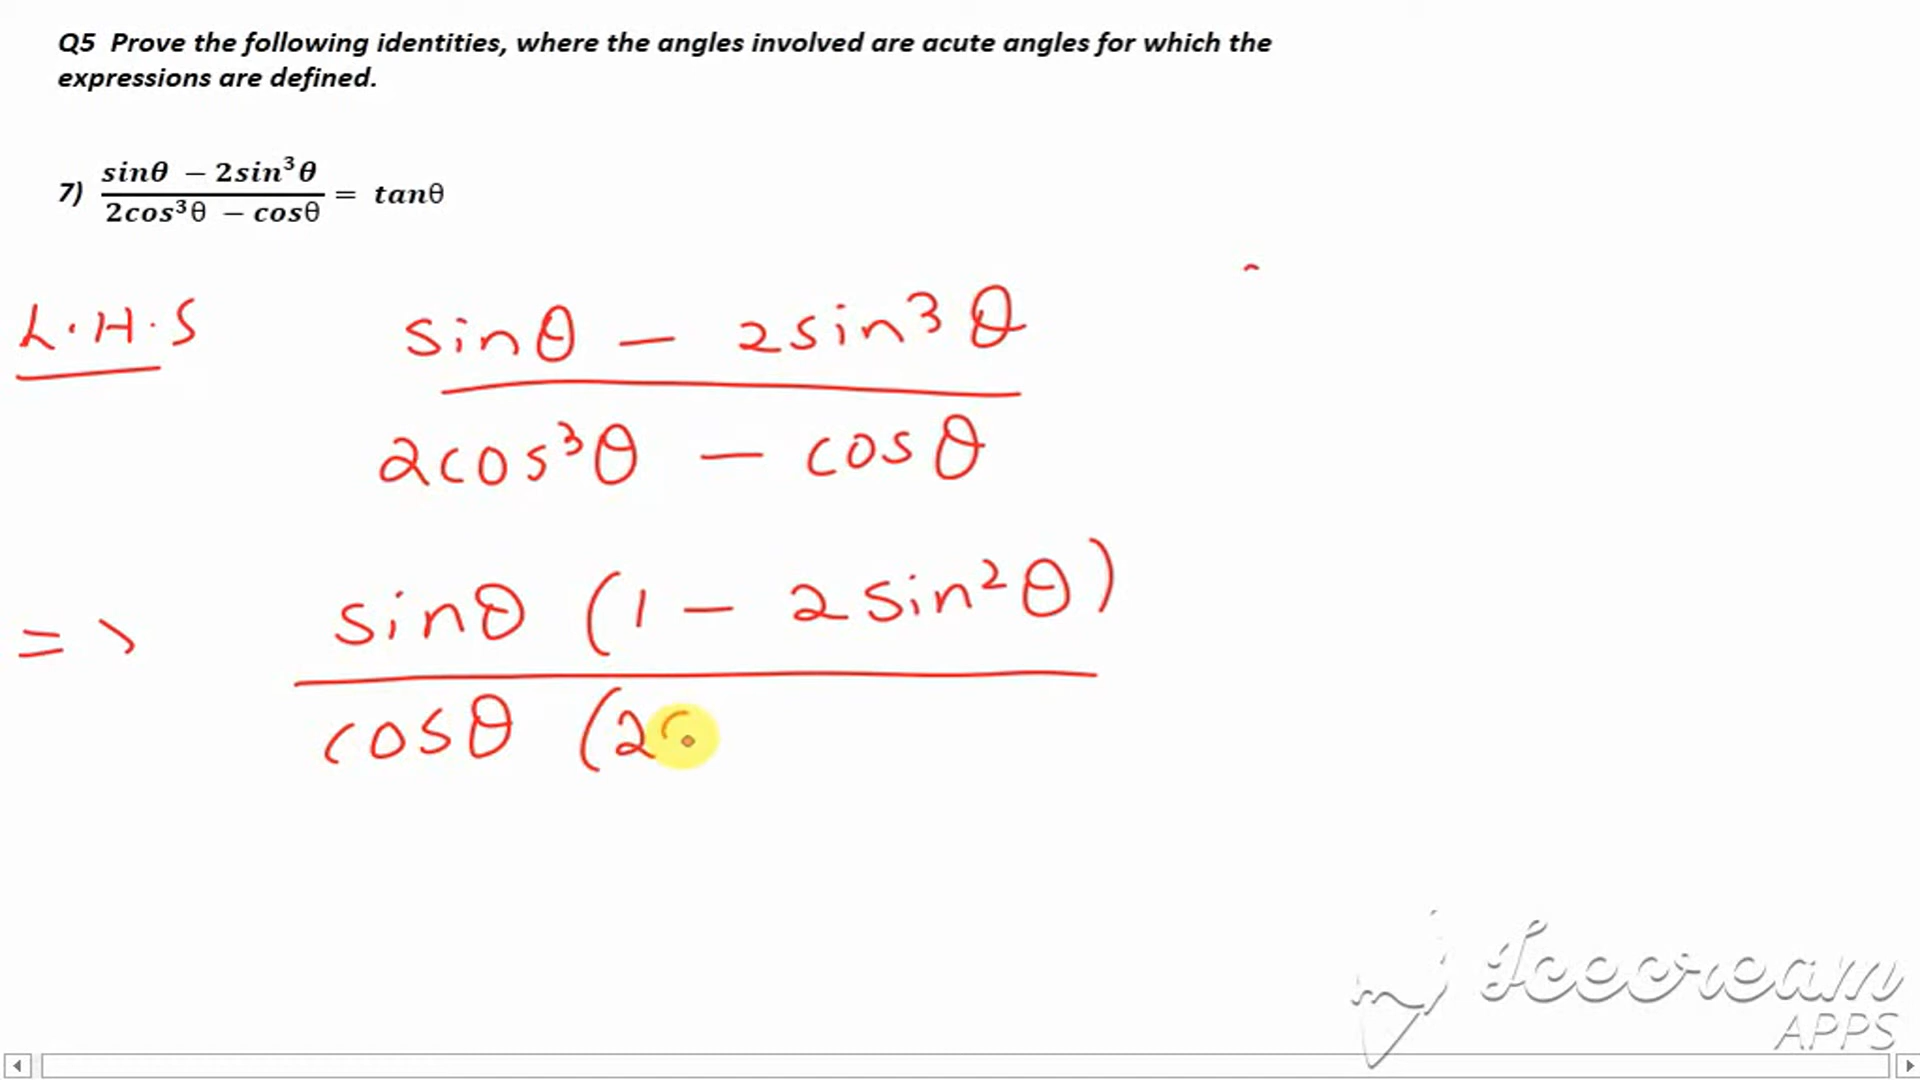 Q5 Prove the following identities, where the angles involved are acute angles for which the
expressions are defined.
7) sinθ − 2sin³θ / 2cos³θ − cosθ = tanθ
L.H.S
sinθ − 2sin³θ
2cos³θ − cosθ
=> sinθ (1 − 2sin²θ)
cosθ (2
Icecream
APPS